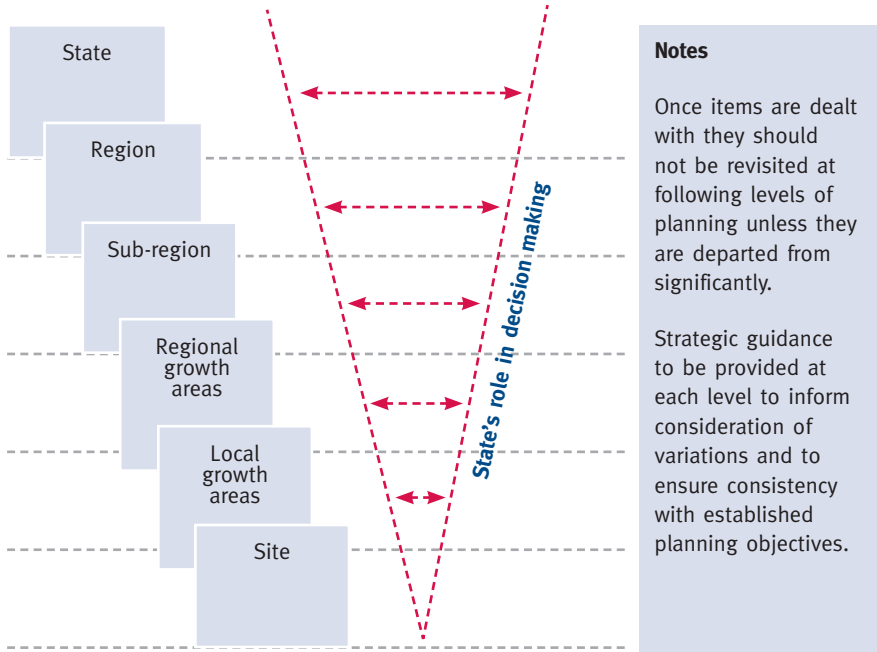 State
Region
Sub-region
Regional
growth
areas
Local
growth
areas
Site
State's role in decision making
Notes
Once items are dealt
with they should
not be revisited at
following levels of
planning unless they
are departed from
significantly.
Strategic guidance
to be provided at
each level to inform
consideration of
variations and to
ensure consistency
with established
planning objectives.